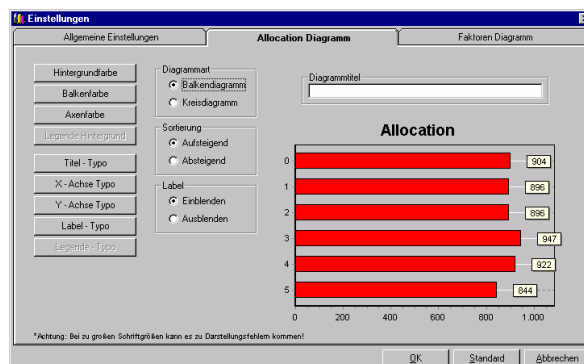 Einstellungen
Allgemeine Einstellungen
Allocation Diagramm
Faktoren Diagramm
Hintergrundfarbe
Balkenfarbe
Axenfarbe
Legende Hintergrund
Titel - Typo
X - Achse Typo
Y - Achse Typo
Label - Typo
Legende - Typo
Diagrammart
Balkendiagramm
Kreisdiagramm
Sortierung
Aufsteigend
Absteigend
Label
Einblenden
Ausblenden
Diagrammtitel
Allocation
0 904
1 896
2 896
3 947
4 922
5 844
0 200 400 600 800 1.000
*Achtung: Bei zu großen Schriftgrößen kann es zu Darstellungsfehlern kommen!
OK Standard Abbrechen